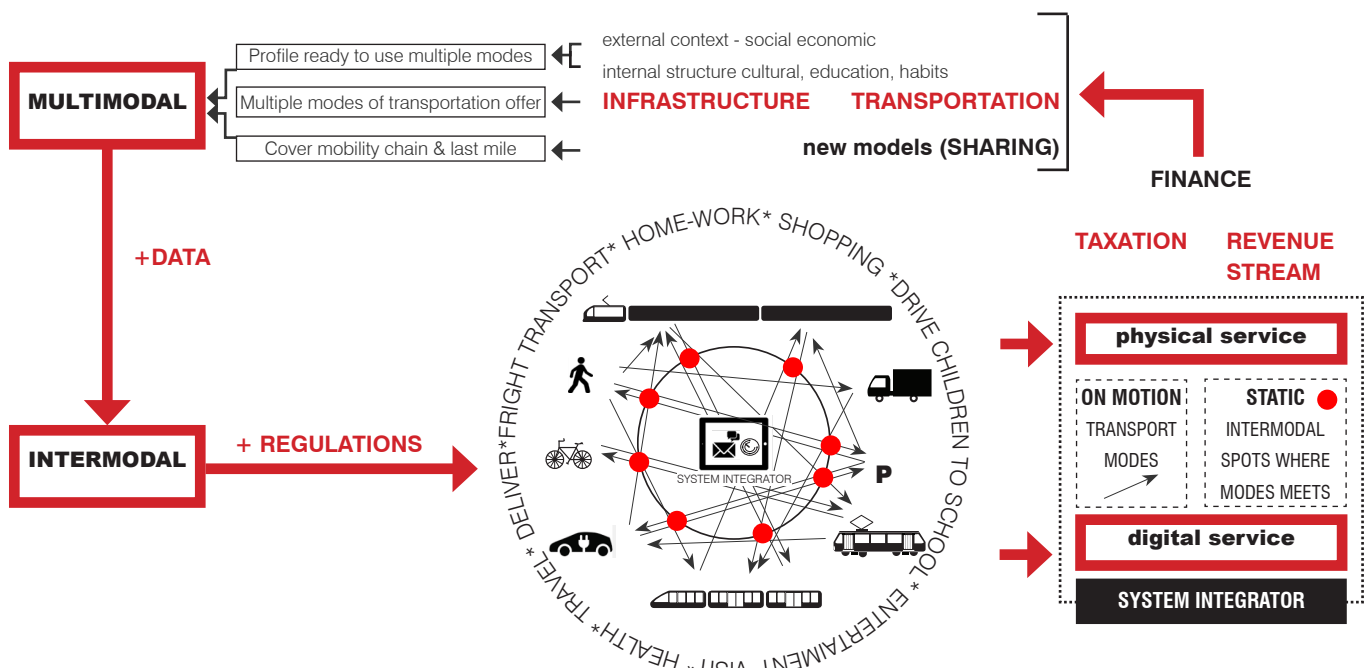 external context - social economic
Profile ready to use multiple modes
internal structure cultural, education, habits
MULTIMODAL
Multiple modes of transportation offer
INFRASTRUCTURE TRANSPORTATION
Cover mobility chain & last mile
new models (SHARING)
FINANCE
+DATA
TAXATION
REVENUE
STREAM
FRIGHT TRANSPORT* HOME-WORK* SHOPPING *DRIVE CHILDREN TO SCHOOL* ENTERTAIMENT VISIT* HEALTH* TRAVEL* DELIVER*
physical service
ON MOTION
TRANSPORT
MODES
STATIC
INTERMODAL
SPOTS WHERE
MODES MEETS
INTERMODAL
+ REGULATIONS
SYSTEM INTEGRATOR
P
digital service
SYSTEM INTEGRATOR